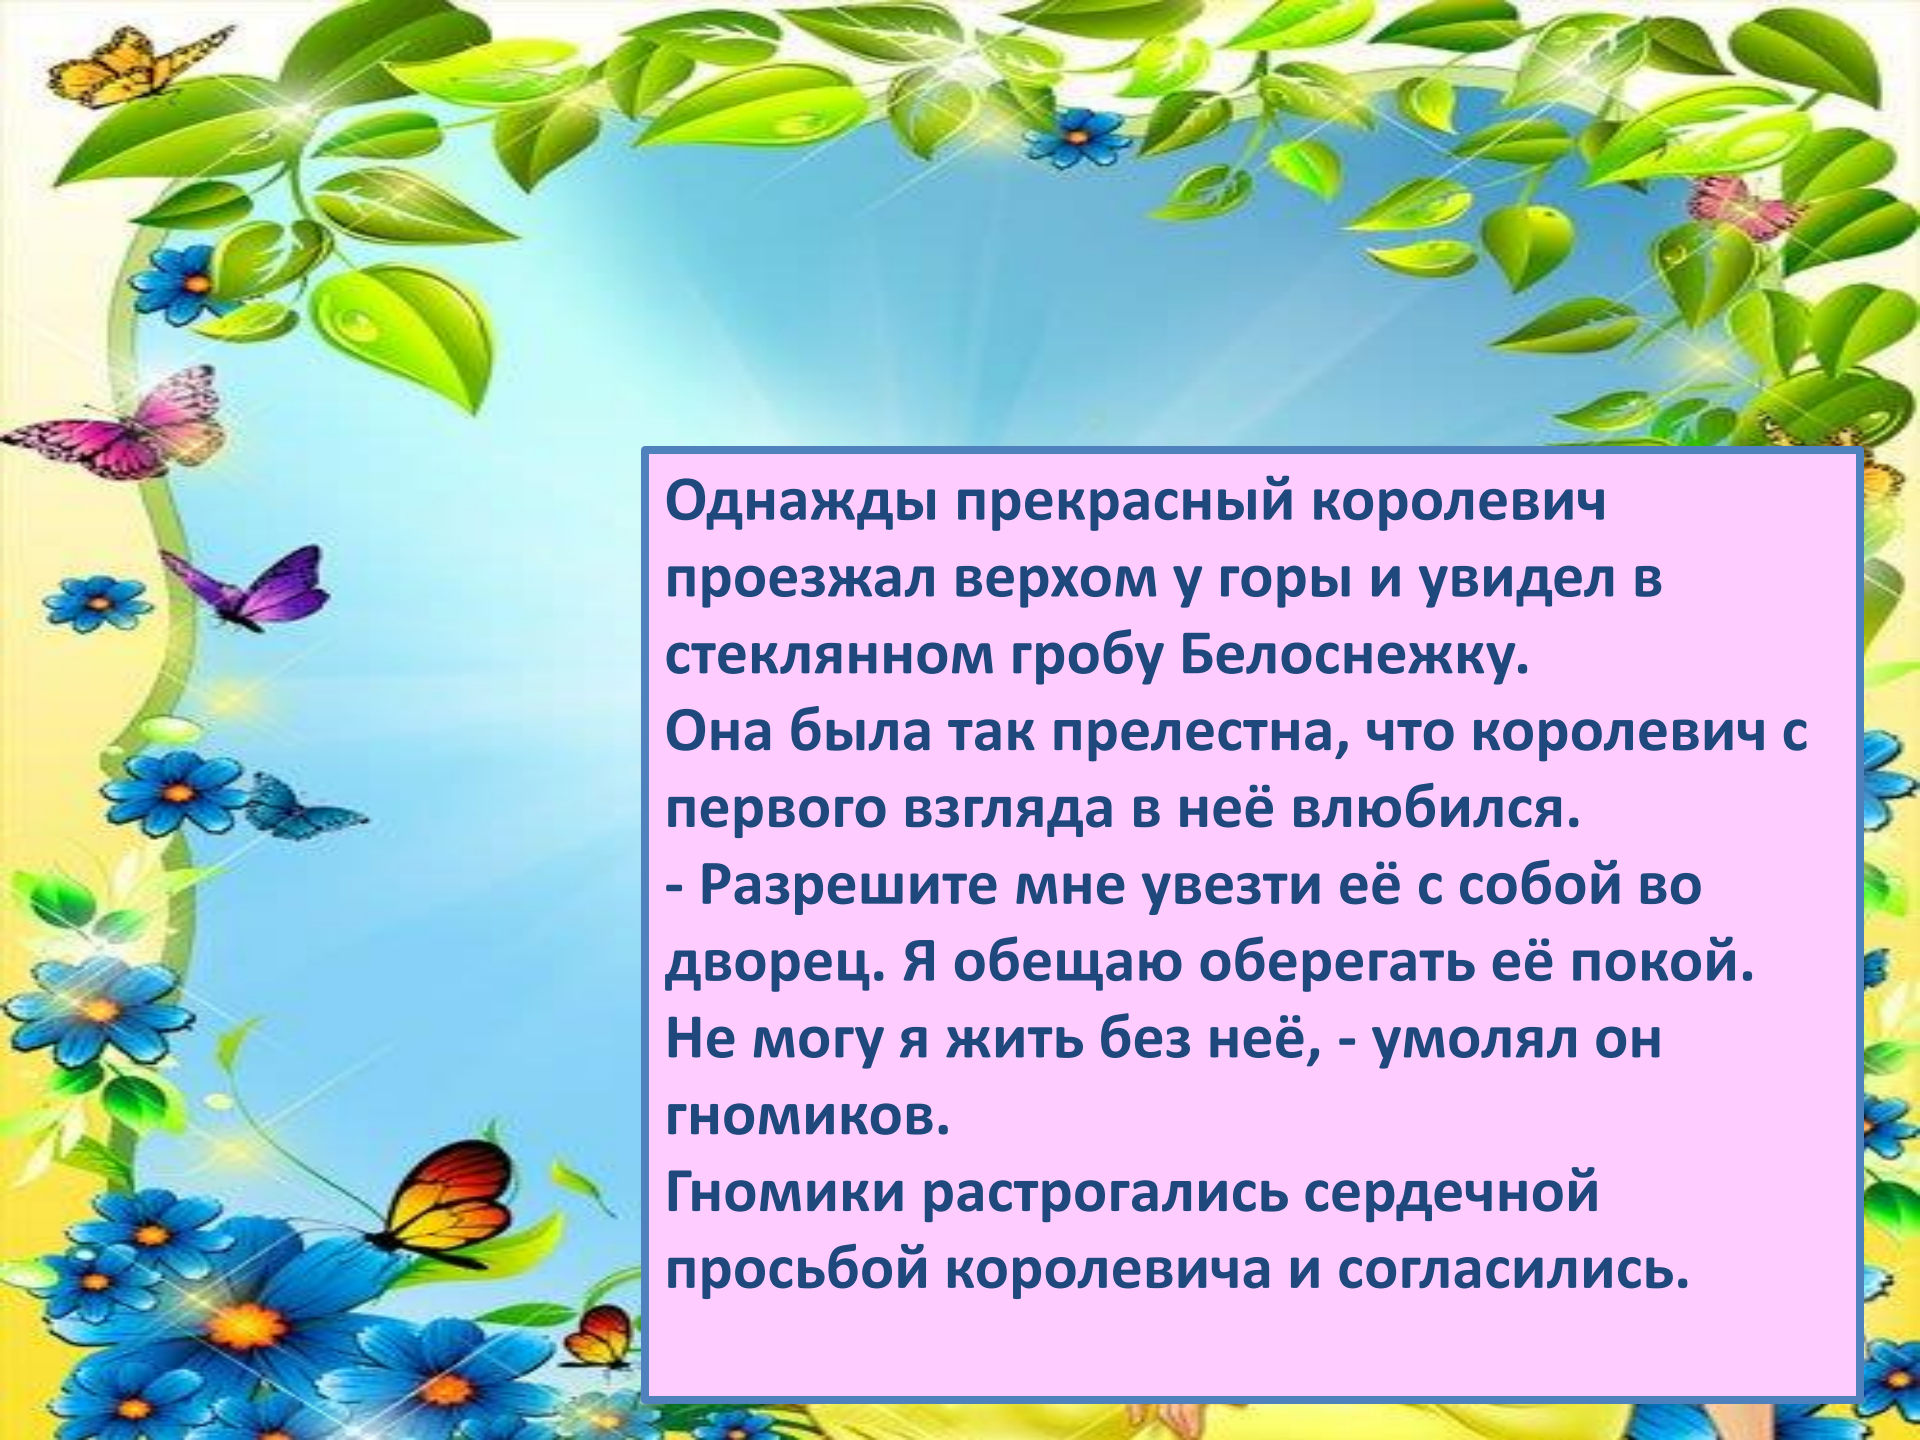 Однажды прекрасный королевич
проезжал верхом у горы и увидел в
стеклянном гробу Белоснежку.
Она была так прелестна, что королевич с
первого взгляда в неё влюбился.
- Разрешите мне увезти её с собой во
дворец. Я обещаю оберегать её покой.
Не могу я жить без неё, - умолял он
гномиков.
Гномики растрогались сердечной
просьбой королевича и согласились.